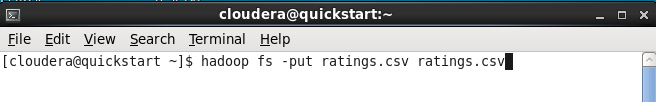 cloudera@quickstart:~
File Edit View Search Terminal Help
[cloudera@quickstart ~]$ hadoop fs -put ratings.csv ratings.csv